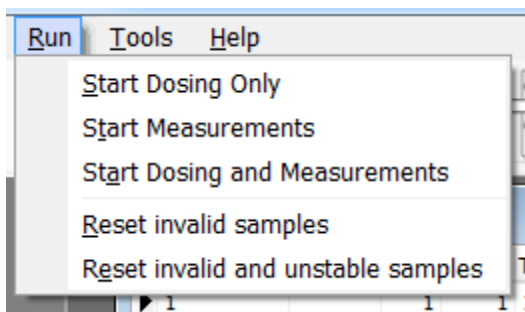 Run Tools Help
Start Dosing Only
Start Measurements
Start Dosing and Measurements
Reset invalid samples
Reset invalid and unstable samples
1 1 1